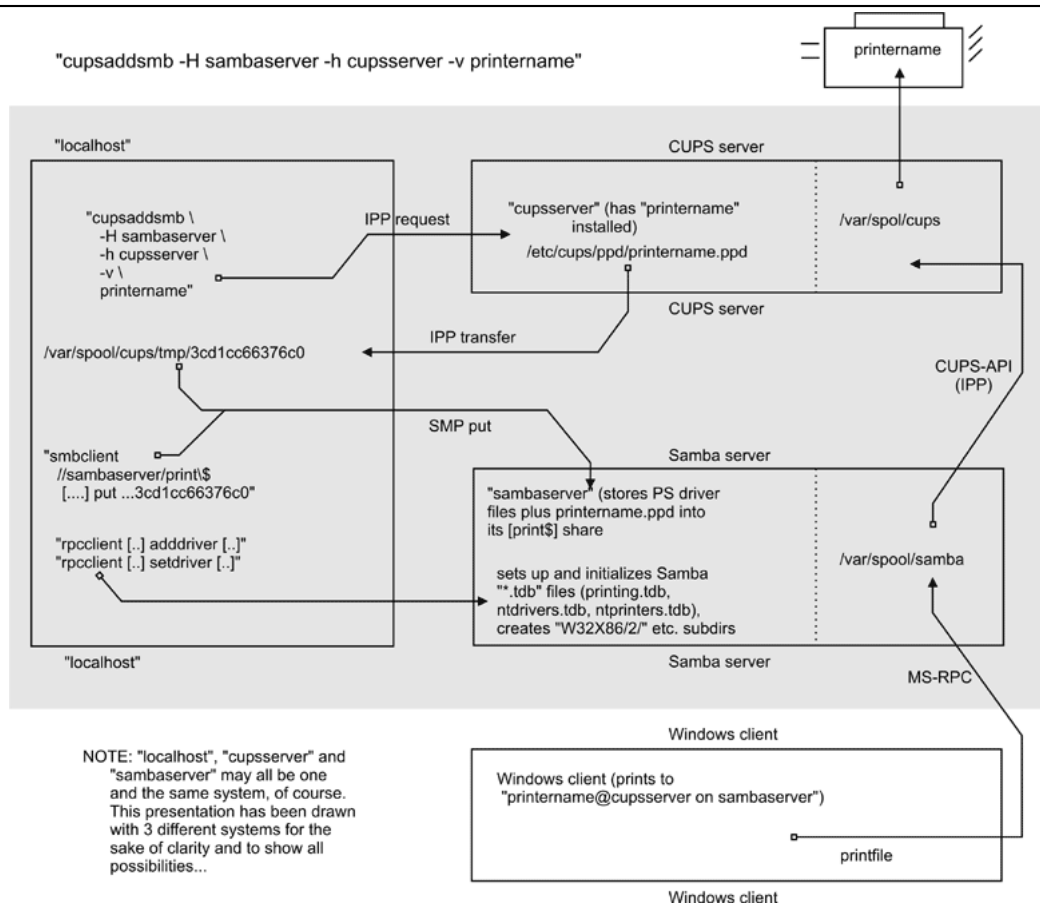 "cupsaddsmb -H sambaserver -h cupsserver -v printername"
printername
"localhost"
"cupsaddsmb \
-H sambaserver \
-h cupsserver \
-v \
printername"
IPP request
CUPS server
"cupsserver" (has "printername"
installed)
/etc/cups/ppd/printername.ppd
/var/spol/cups
CUPS server
IPP transfer
/var/spool/cups/tmp/3cd1cc66376c0
CUPS-API
(IPP)
SMP put
"smbclient
//sambaserver/print\$
[....] put ...3cd1cc66376c0"
"rpcclient [..] adddriver [..]"
"rpcclient [..] setdriver [..]"
"localhost"
Samba server
"sambaserver" (stores PS driver
files plus printername.ppd into
its [print$] share
sets up and initializes Samba
"*.tdb" files (printing.tdb,
ntdrivers.tdb, ntprinters.tdb),
creates "W32X86/2/" etc. subdirs
/var/spool/samba
Samba server
MS-RPC
NOTE: "localhost", "cupsserver" and
"sambaserver" may all be one
and the same system, of course.
This presentation has been drawn
with 3 different systems for the
sake of clarity and to show all
possibilities...
Windows client
Windows client (prints to
"printername@cupsserver on sambaserver")
printfile
Windows client